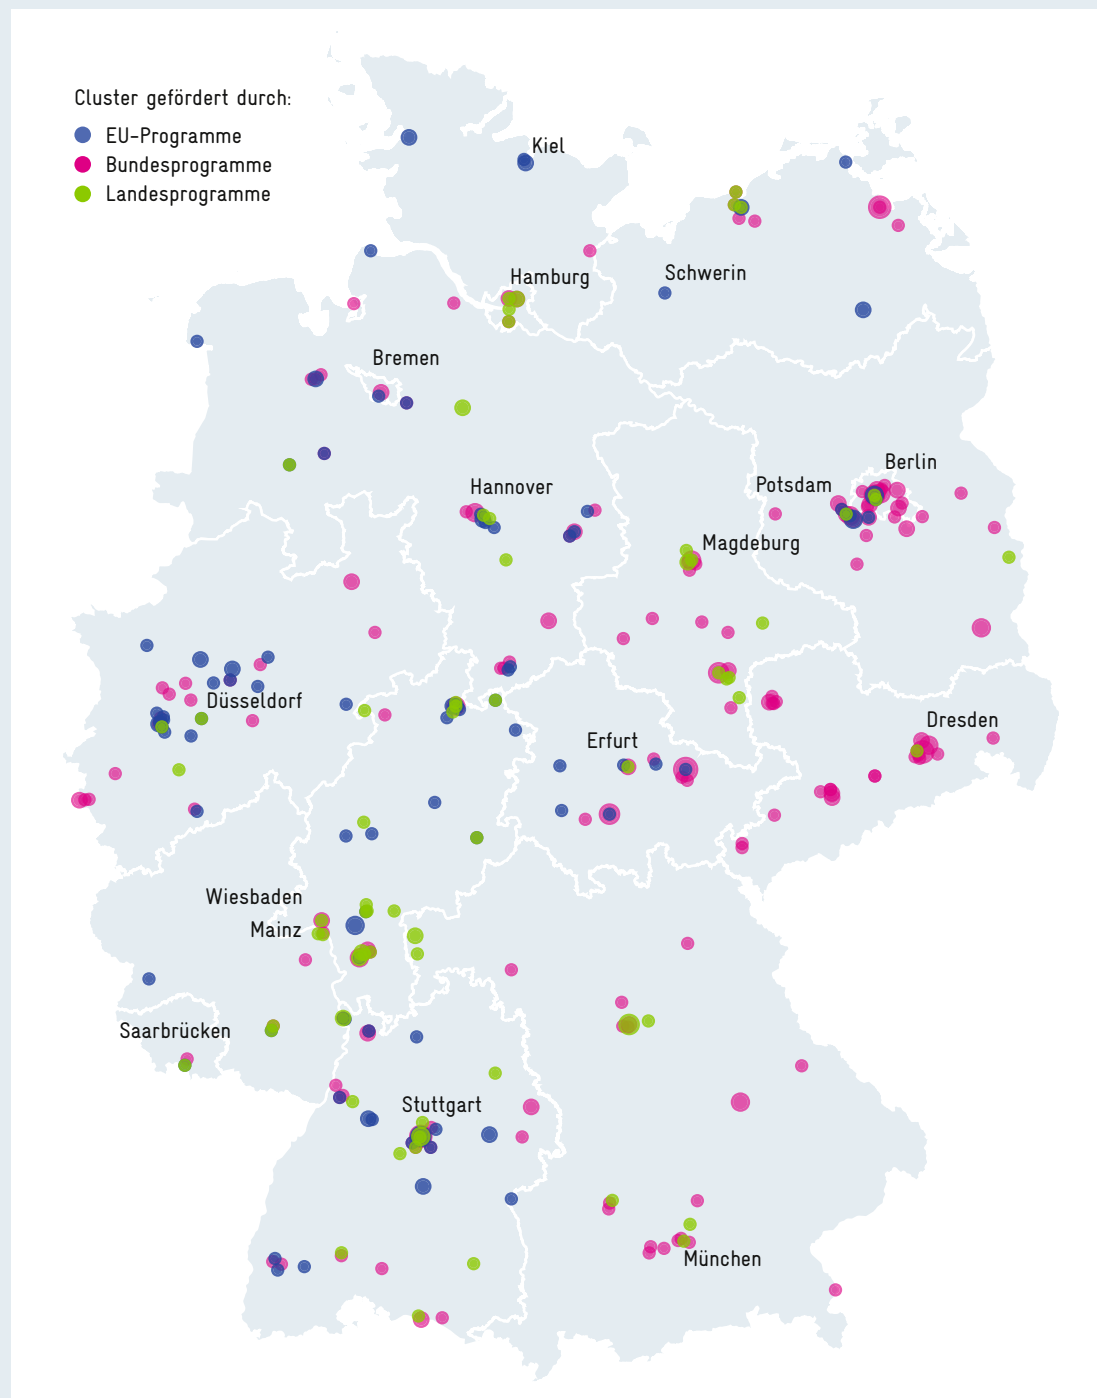 Cluster gefördert durch:
EU-Programme
Bundesprogramme
Landesprogramme
Kiel
Hamburg
Schwerin
Bremen
Berlin
Potsdam
Hannover
Magdeburg
Düsseldorf
Dresden
Erfurt
Wiesbaden
Mainz
Saarbrücken
Stuttgart
München